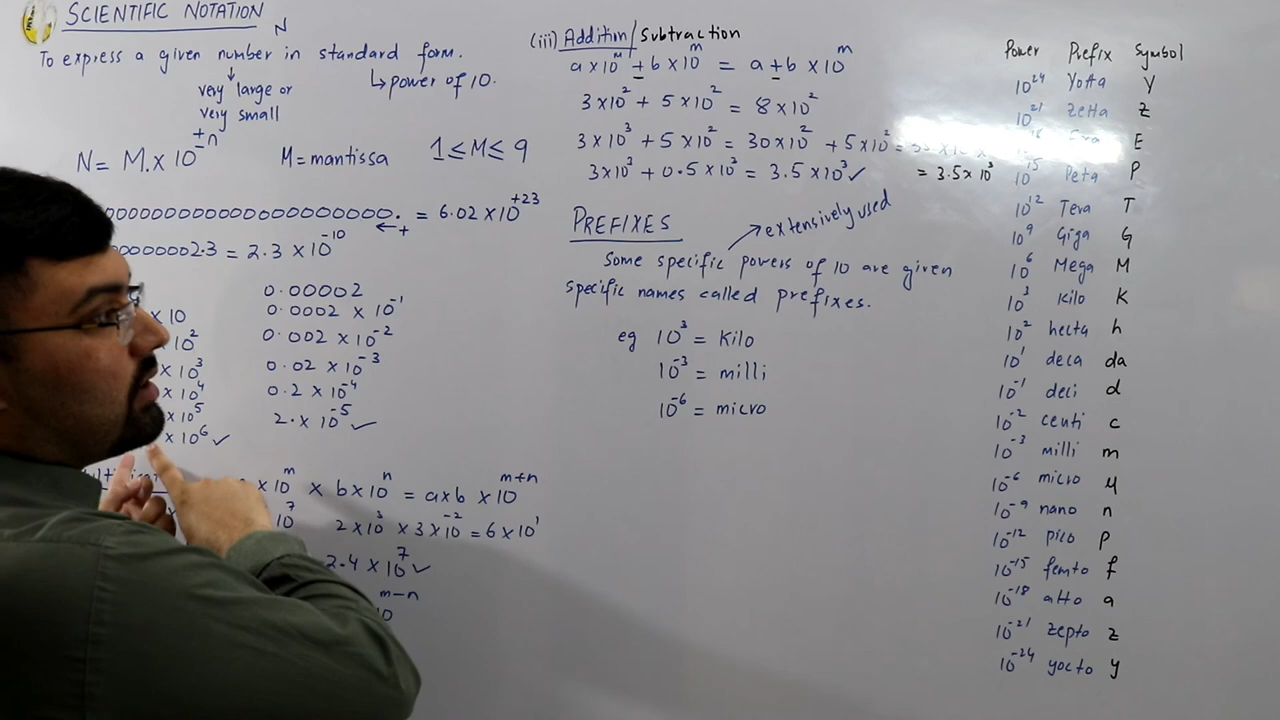 SCIENTIFIC NOTATION
N
To express a given number in standard form.
↳ power of 10.
very large or
very small
N = M. × 10^±n
M = mantissa
1 ≤ M ≤ 9
00000000000000000000. = 6.02 × 10^+23
← +
0000002.3 = 2.3 × 10^-10
× 10
10^2
× 10^3
× 10^4
× 10^5
× 10^6 ✓
0.00002
0.0002 × 10^-1
0.002 × 10^-2
0.02 × 10^-3
0.2 × 10^-4
2. × 10^-5 ✓
× 10^m × b × 10^n = a × b × 10^m+n
10^7
2 × 10^3 × 3 × 10^-2 = 6 × 10^1
2.4 × 10^7 ✓
m-n
10
(iii) Addition/Subtraction
a × 10^m + b × 10^m = a + b × 10^m
3 × 10^2 + 5 × 10^2 = 8 × 10^2
3 × 10^3 + 5 × 10^2 = 30 × 10^2 + 5 × 10^2 =
3 × 10^3 + 0.5 × 10^3 = 3.5 × 10^3 ✓
= 3.5 × 10^3
PREFIXES
→ extensively used
Some specific powers of 10 are given
specific names called prefixes.
eg 10^3 = Kilo
10^-3 = milli
10^-6 = micro
Power Prefix Symbol
10^24 Yotta Y
10^21 Zetta Z
E
10^15 Peta P
10^12 Tera T
10^9 Giga G
10^6 Mega M
10^3 Kilo K
10^2 hecta h
10^1 deca da
10^-1 deci d
10^-2 centi c
10^-3 milli m
10^-6 micro μ
10^-9 nano n
10^-12 pico p
10^-15 femto f
10^-18 atto a
10^-21 zepto z
10^-24 yocto y